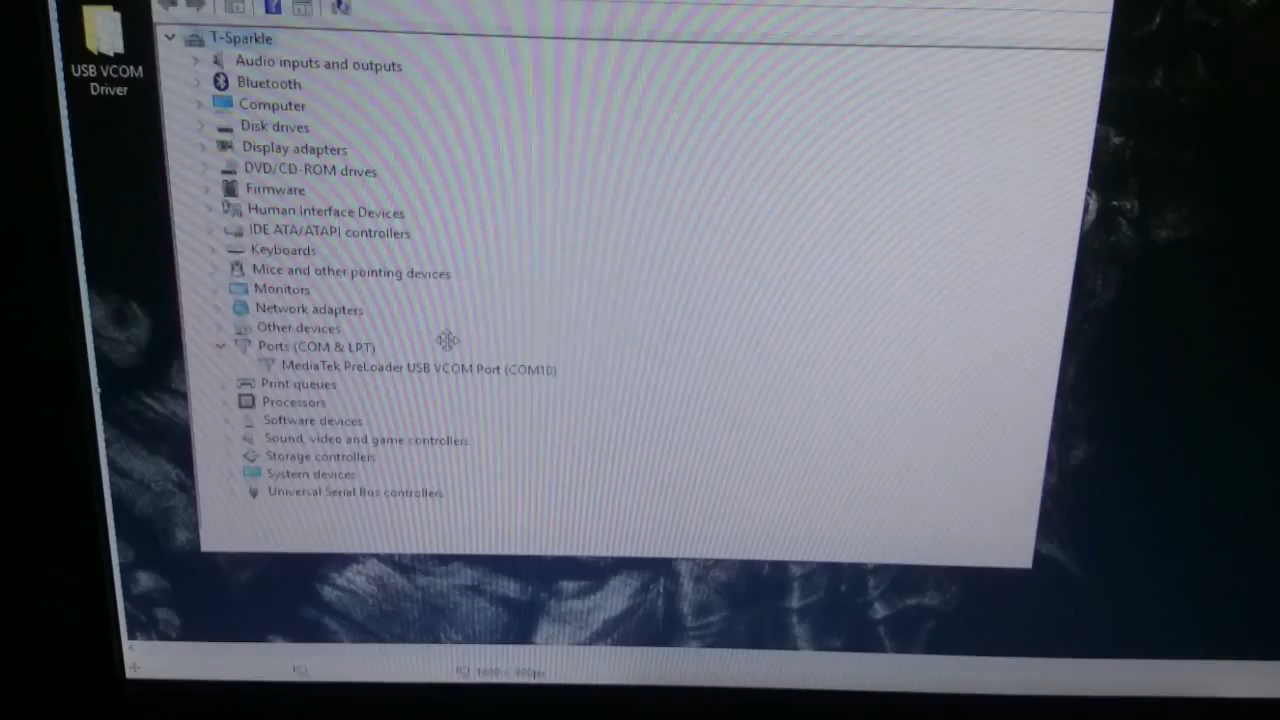 USB VCOM
Driver
T-Sparkle
Audio inputs and outputs
Bluetooth
Computer
Disk drives
Display adapters
DVD/CD-ROM drives
Firmware
Human Interface Devices
IDE ATA/ATAPI controllers
Keyboards
Mice and other pointing devices
Monitors
Network adapters
Other devices
Ports (COM & LPT)
MediaTek PreLoader USB VCOM Port (COM10)
Print queues
Processors
Software devices
Sound, video and game controllers
Storage controllers
System devices
Universal Serial Bus controllers
1600 × 900px